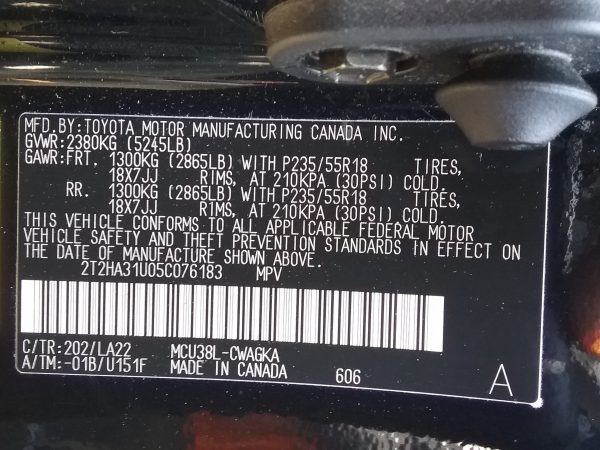 MFD.BY:TOYOTA MOTOR MANUFACTURING CANADA INC.
GVWR:2380KG (5245LB)
GAWR:FRT. 1300KG (2865LB) WITH P235/55R18 TIRES,
18X7JJ RIMS, AT 210KPA (30PSI) COLD.
RR. 1300KG (2865LB) WITH P235/55R18 TIRES,
18X7JJ RIMS, AT 210KPA (30PSI) COLD.
THIS VEHICLE CONFORMS TO ALL APPLICABLE FEDERAL MOTOR
VEHICLE SAFETY AND THEFT PREVENTION STANDARDS IN EFFECT ON
THE DATE OF MANUFACTURE SHOWN ABOVE.
2T2HA31U05C076183 MPV
C/TR:202/LA22 MCU38L-CWAGKA
A/TM:-01B/U151F MADE IN CANADA 606 A